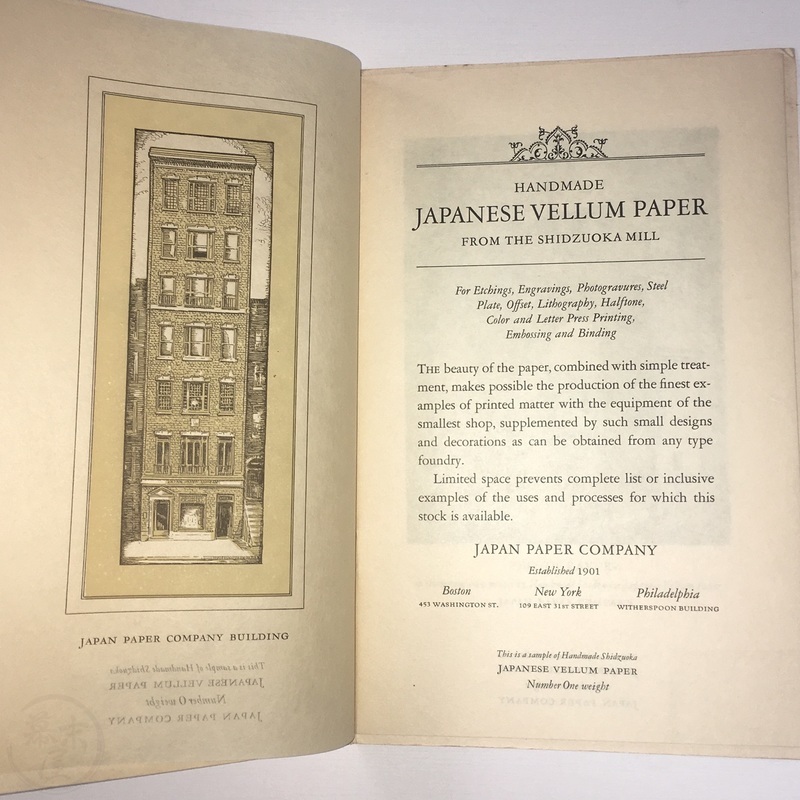 JAPAN PAPER COMPANY BUILDING
This is a sample of Handmade Shidzuoka
JAPANESE VELLUM PAPER
Number O weight
JAPAN PAPER COMPANY
HANDMADE
JAPANESE VELLUM PAPER
FROM THE SHIDZUOKA MILL
For Etchings, Engravings, Photogravures, Steel
Plate, Offset, Lithography, Halftone,
Color and Letter Press Printing,
Embossing and Binding
THE beauty of the paper, combined with simple treat-
ment, makes possible the production of the finest ex-
amples of printed matter with the equipment of the
smallest shop, supplemented by such small designs
and decorations as can be obtained from any type
foundry.
Limited space prevents complete list or inclusive
examples of the uses and processes for which this
stock is available.
JAPAN PAPER COMPANY
Established 1901
Boston New York Philadelphia
453 WASHINGTON ST. 109 EAST 31ST STREET WITHERSPOON BUILDING
This is a sample of Handmade Shidzuoka
JAPANESE VELLUM PAPER
Number One weight